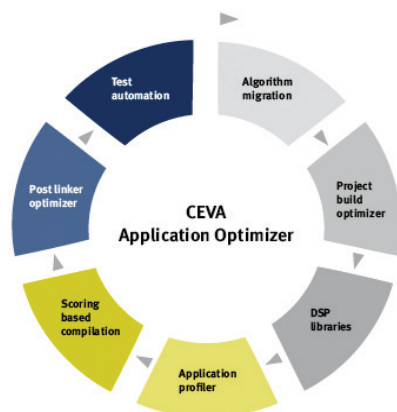 Test
automation
Algorithm
migration
Post linker
optimizer
Project
build
optimizer
CEVA
Application Optimizer
Scoring
based
compilation
DSP
libraries
Application
profiler